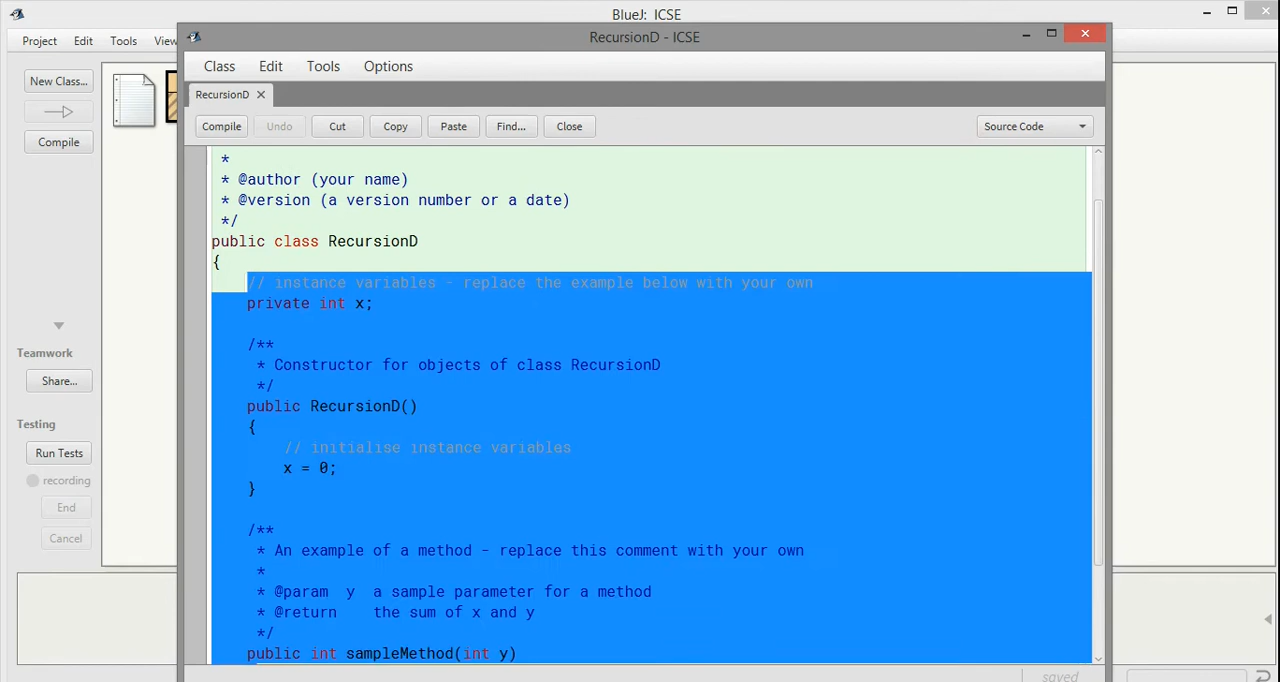 BlueJ: ICSE
RecursionD - ICSE
Project Edit Tools View
Class Edit Tools Options
New Class...
RecursionD
Compile Undo Cut Copy Paste Find... Close Source Code
Compile
*
* @author (your name)
* @version (a version number or a date)
*/
public class RecursionD
{
// instance variables - replace the example below with your own
private int x;
/**
* Constructor for objects of class RecursionD
*/
public RecursionD()
{
// initialise instance variables
x = 0;
}
/**
* An example of a method - replace this comment with your own
*
* @param y a sample parameter for a method
* @return the sum of x and y
*/
public int sampleMethod(int y)
saved
Teamwork
Share...
Testing
Run Tests
recording
End
Cancel